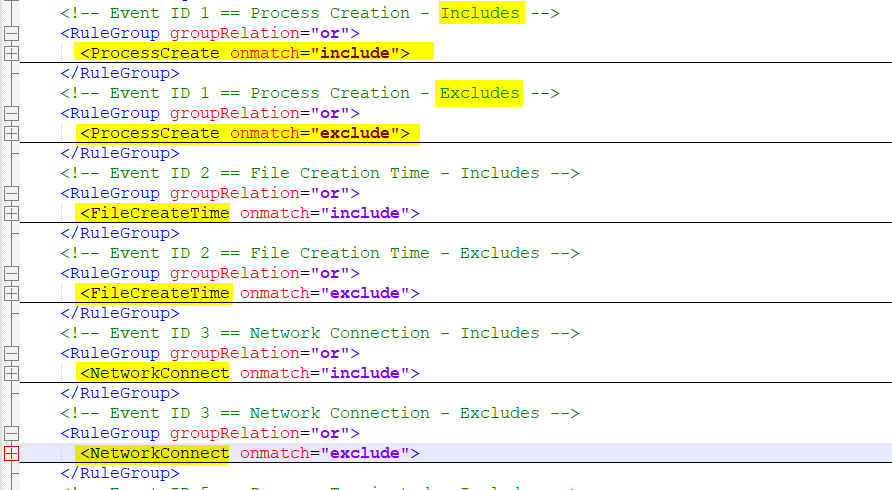 <!-- Event ID 1 == Process Creation - Includes -->
<RuleGroup groupRelation="or">
<ProcessCreate onmatch="include">
</RuleGroup>
<!-- Event ID 1 == Process Creation - Excludes -->
<RuleGroup groupRelation="or">
<ProcessCreate onmatch="exclude">
</RuleGroup>
<!-- Event ID 2 == File Creation Time - Includes -->
<RuleGroup groupRelation="or">
<FileCreateTime onmatch="include">
</RuleGroup>
<!-- Event ID 2 == File Creation Time - Excludes -->
<RuleGroup groupRelation="or">
<FileCreateTime onmatch="exclude">
</RuleGroup>
<!-- Event ID 3 == Network Connection - Includes -->
<RuleGroup groupRelation="or">
<NetworkConnect onmatch="include">
</RuleGroup>
<!-- Event ID 3 == Network Connection - Excludes -->
<RuleGroup groupRelation="or">
<NetworkConnect onmatch="exclude">
</RuleGroup>